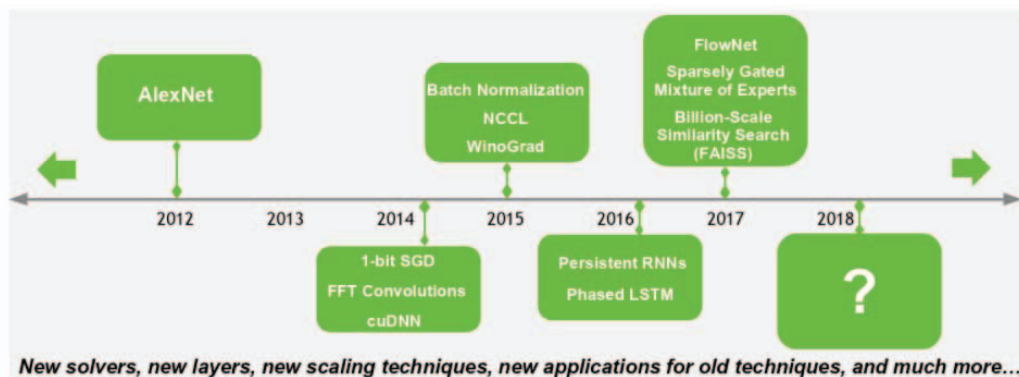 AlexNet
Batch Normalization
NCCL
WinoGrad
FlowNet
Sparsely Gated
Mixture of Experts
Billion-Scale
Similarity Search
(FAISS)
2012 2013 2014 2015 2016 2017 2018
1-bit SGD
FFT Convolutions
cuDNN
Persistent RNNs
Phased LSTM
?
New solvers, new layers, new scaling techniques, new applications for old techniques, and much more...